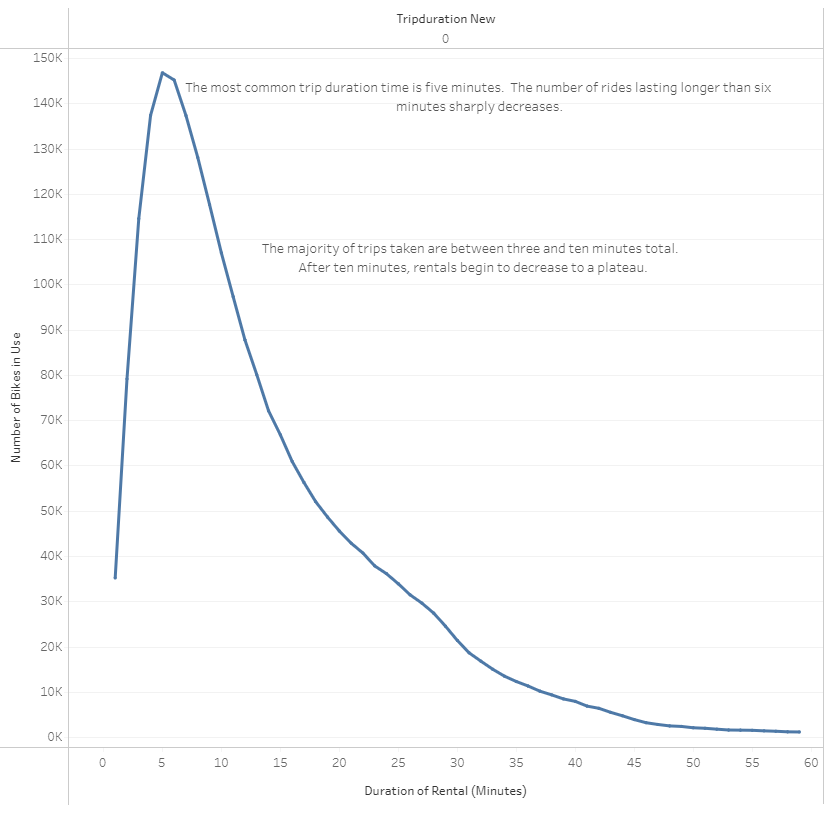 Tripduration New
0
150K
The most common trip duration time is five minutes. The number of rides lasting longer than six
minutes sharply decreases.
140K
130K
120K
110K
The majority of trips taken are between three and ten minutes total.
After ten minutes, rentals begin to decrease to a plateau.
100K
90K
80K
70K
60K
50K
40K
30K
20K
10K
0K
Number of Bikes in Use
0 5 10 15 20 25 30 35 40 45 50 55 60
Duration of Rental (Minutes)